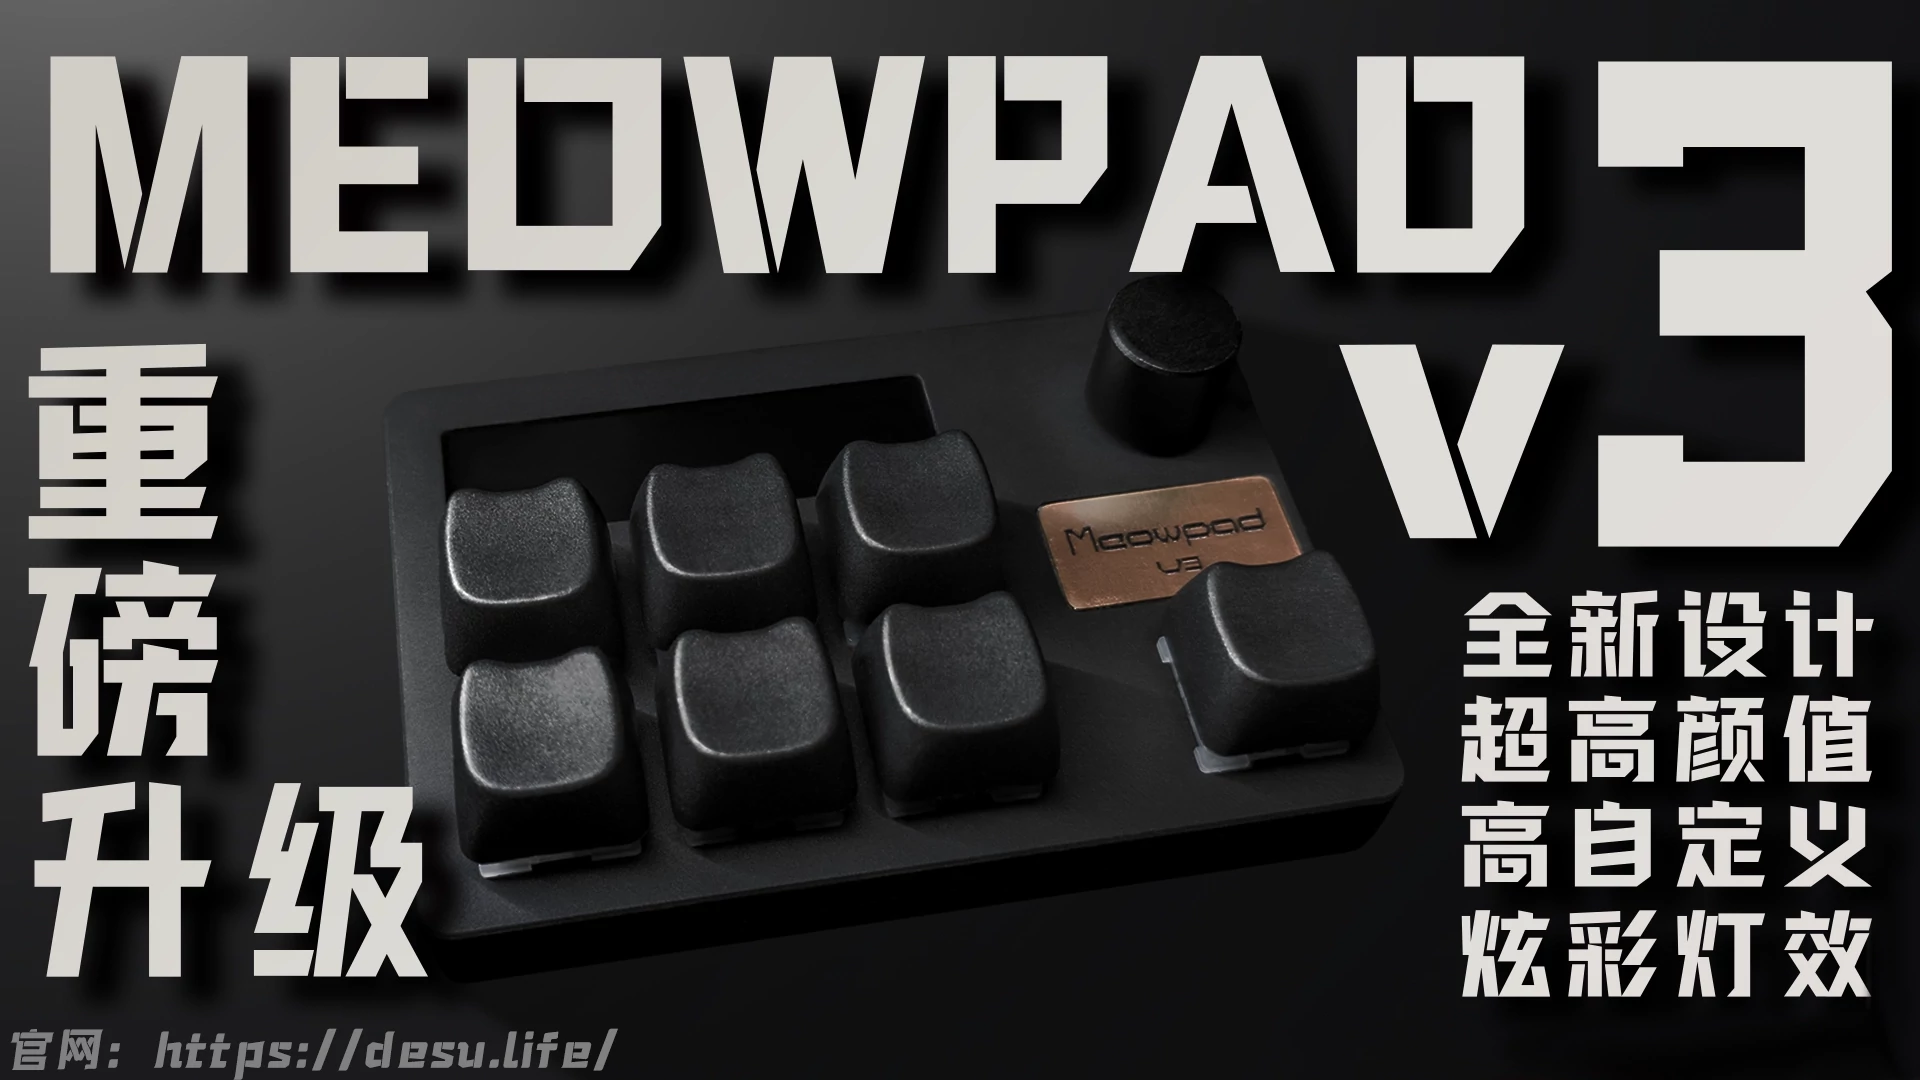 MEOWPAD
v3
重磅升级
Meowpad
v3
全新设计
超高颜值
高自定义
炫彩灯效
官网：https://desu.life/